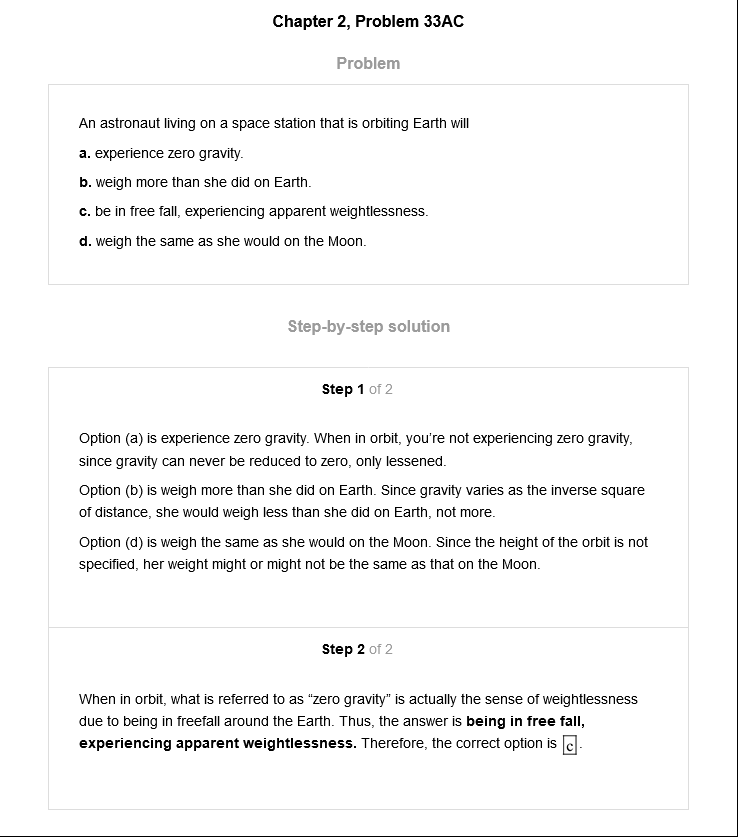 Chapter 2, Problem 33AC
Problem
An astronaut living on a space station that is orbiting Earth will
a. experience zero gravity.
b. weigh more than she did on Earth.
c. be in free fall, experiencing apparent weightlessness.
d. weigh the same as she would on the Moon.
Step-by-step solution
Step 1 of 2
Option (a) is experience zero gravity. When in orbit, you’re not experiencing zero gravity,
since gravity can never be reduced to zero, only lessened.
Option (b) is weigh more than she did on Earth. Since gravity varies as the inverse square
of distance, she would weigh less than she did on Earth, not more.
Option (d) is weigh the same as she would on the Moon. Since the height of the orbit is not
specified, her weight might or might not be the same as that on the Moon.
Step 2 of 2
When in orbit, what is referred to as “zero gravity” is actually the sense of weightlessness
due to being in freefall around the Earth. Thus, the answer is being in free fall,
experiencing apparent weightlessness. Therefore, the correct option is c.